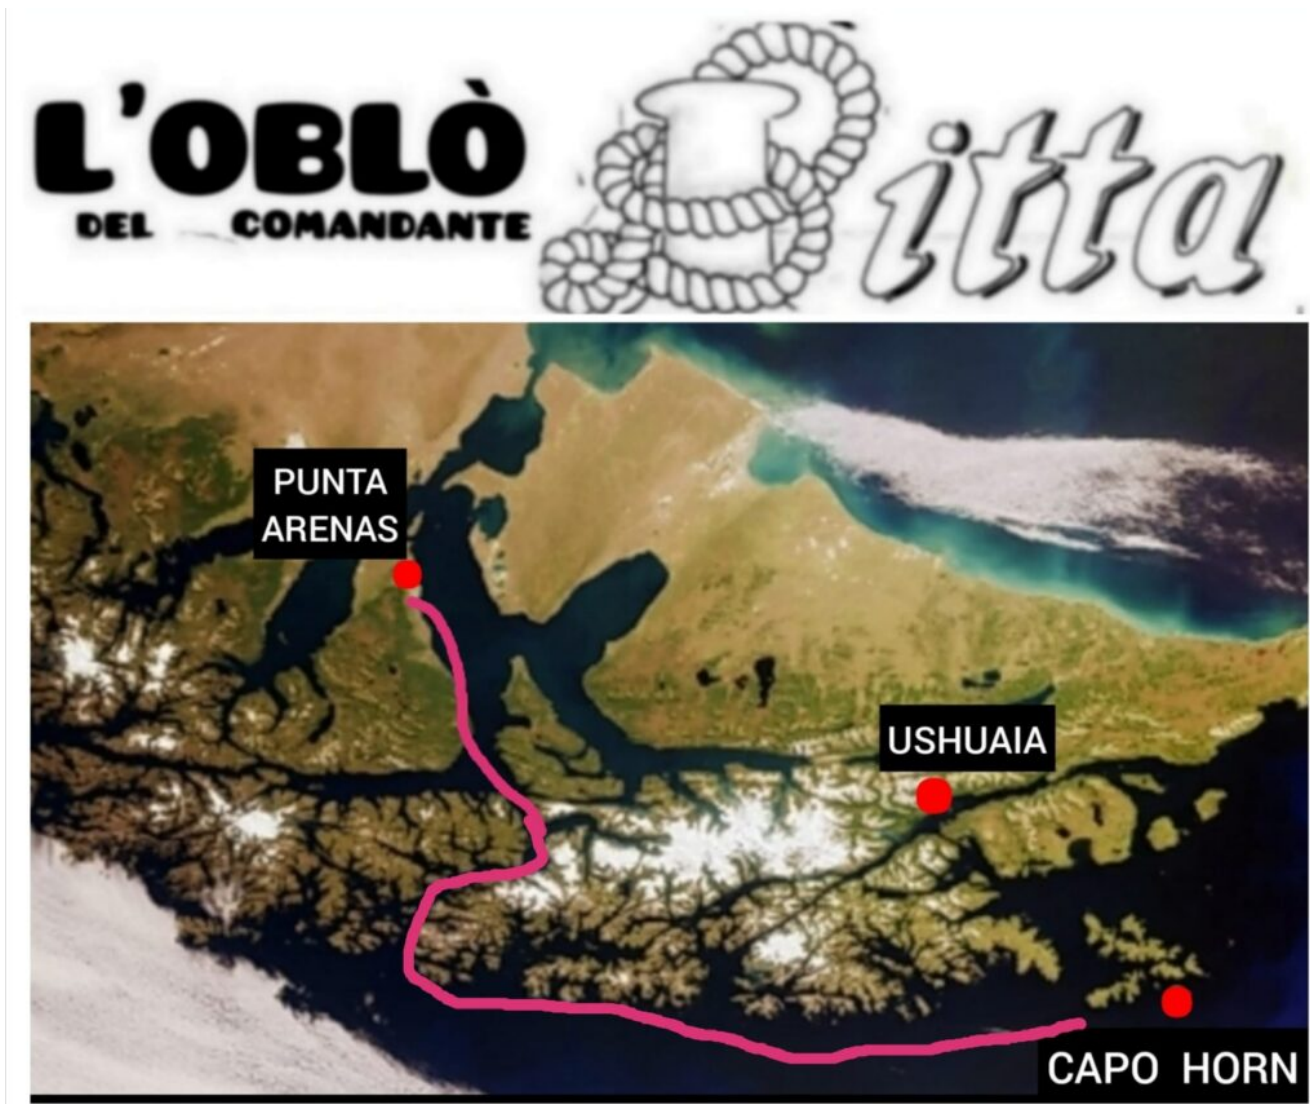 L'OBLÒ
DEL COMANDANTE
Bitta
PUNTA
ARENAS
USHUAIA
CAPO HORN